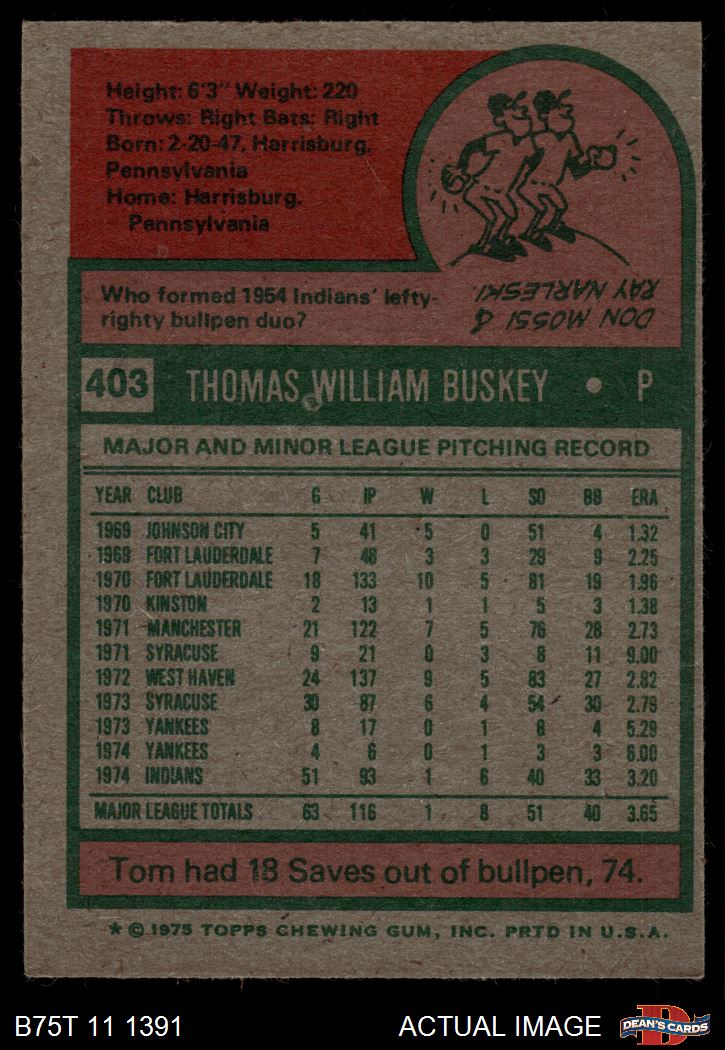 Height: 6'3" Weight: 220
Throws: Right Bats: Right
Born: 2-20-47, Harrisburg,
Pennsylvania
Home: Harrisburg,
Pennsylvania
Who formed 1954 Indians' lefty-
righty bullpen duo?
DON MOSSI &
RAY NARLESKI.
403 THOMAS WILLIAM BUSKEY • P
MAJOR AND MINOR LEAGUE PITCHING RECORD
YEAR CLUB G IP W L SO BB ERA
1969 JOHNSON CITY 5 41 5 0 51 4 1.32
1969 FORT LAUDERDALE 7 48 3 3 29 9 2.25
1970 FORT LAUDERDALE 18 133 10 5 81 19 1.96
1970 KINSTON 2 13 1 1 5 3 1.38
1971 MANCHESTER 21 122 7 5 76 28 2.73
1971 SYRACUSE 9 21 0 3 8 11 9.00
1972 WEST HAVEN 24 137 9 5 83 27 2.82
1973 SYRACUSE 30 87 6 4 54 30 2.79
1973 YANKEES 8 17 0 1 8 4 5.29
1974 YANKEES 4 6 0 1 3 3 6.00
1974 INDIANS 51 93 1 6 40 33 3.20
MAJOR LEAGUE TOTALS 63 116 1 8 51 40 3.65
Tom had 18 Saves out of bullpen, 74.
* © 1975 TOPPS CHEWING GUM, INC. PRTD IN U.S.A.
B75T 11 1391 ACTUAL IMAGE D DEAN'S CARDS